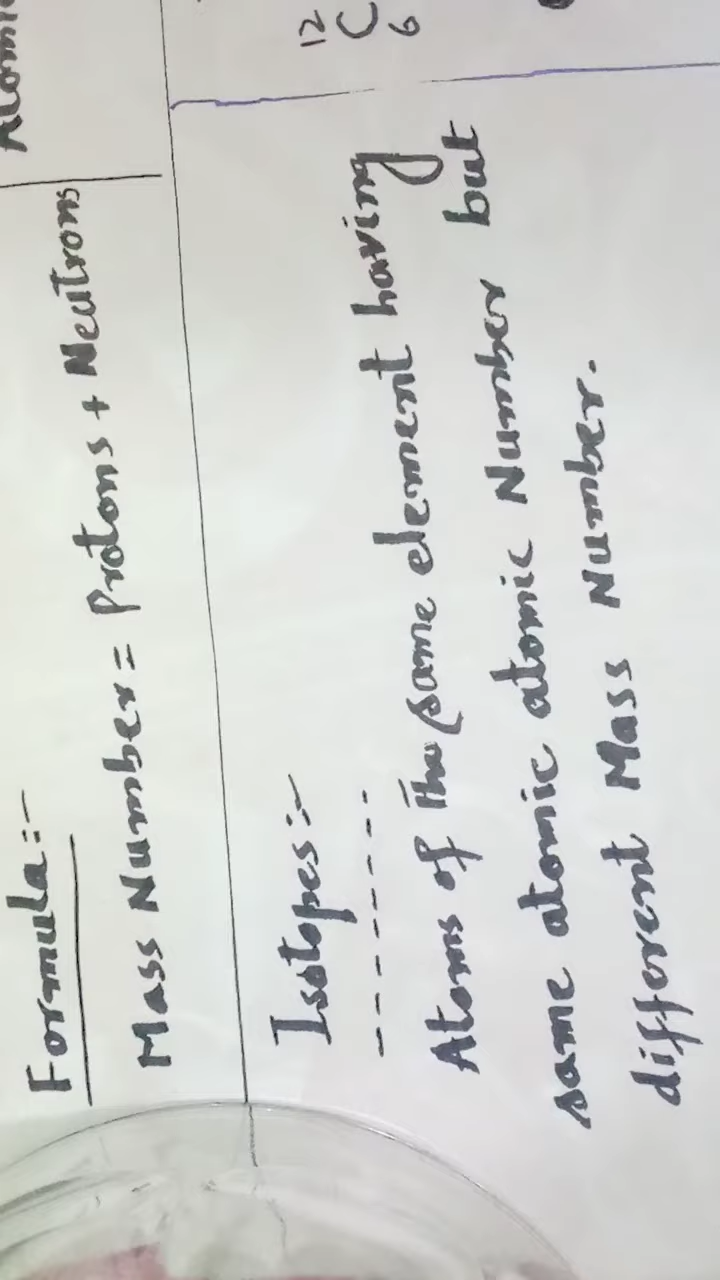 Formula:-
Mass Number = Protons + Neutrons
Isotopes:-
Atoms of the same element having
same atomic atomic Number but
different Mass Number.
12
C
6